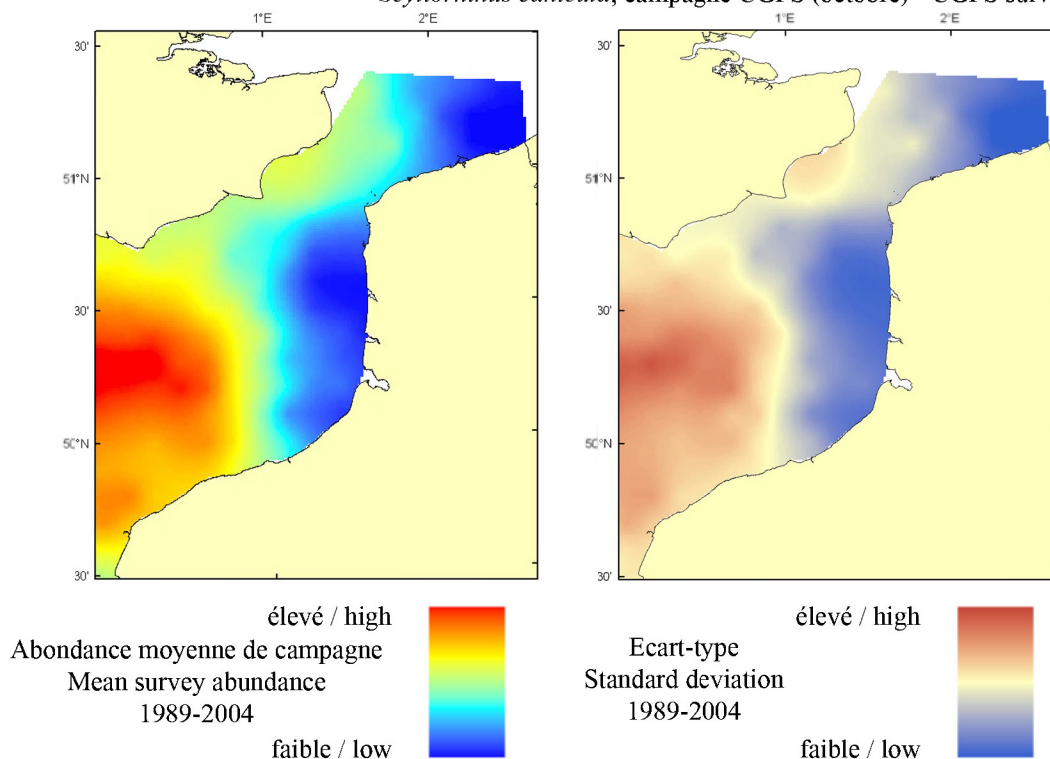 Scyliorhinus canicula, campagne CGFS (octobre) - CGFS surv
1°E 2°E
30'
51°N
30'
50°N
30'
1°E 2°E
30'
51°N
30'
50°N
30'
élevé / high
Abondance moyenne de campagne
Mean survey abundance
1989-2004
faible / low
élevé / high
Ecart-type
Standard deviation
1989-2004
faible / low